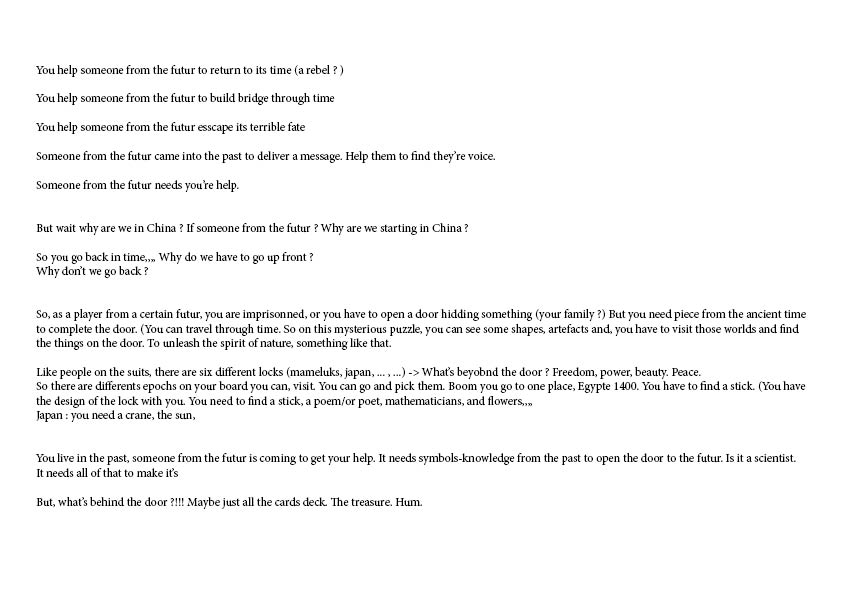 You help someone from the futur to return to its time (a rebel ? )
You help someone from the futur to build bridge through time
You help someone from the futur esscape its terrible fate
Someone from the futur came into the past to deliver a message. Help them to find they're voice.
Someone from the futur needs you're help.
But wait why are we in China ? If someone from the futur ? Why are we starting in China ?
So you go back in time,,,, Why do we have to go up front ?
Why don't we go back ?
So, as a player from a certain futur, you are imprisonned, or you have to open a door hidding something (your family ?) But you need piece from the ancient time
to complete the door. (You can travel through time. So on this mysterious puzzle, you can see some shapes, artefacts and, you have to visit those worlds and find
the things on the door. To unleash the spirit of nature, something like that.
Like people on the suits, there are six different locks (mameluks, japan, ... , ...) -> What's beyobnd the door ? Freedom, power, beauty. Peace.
So there are differents epochs on your board you can, visit. You can go and pick them. Boom you go to one place, Egypte 1400. You have to find a stick. (You have
the design of the lock with you. You need to find a stick, a poem/or poet, mathematicians, and flowers,,,,
Japan : you need a crane, the sun,
You live in the past, someone from the futur is coming to get your help. It needs symbols-knowledge from the past to open the door to the futur. Is it a scientist.
It needs all of that to make it's
But, what's behind the door ?!!! Maybe just all the cards deck. The treasure. Hum.